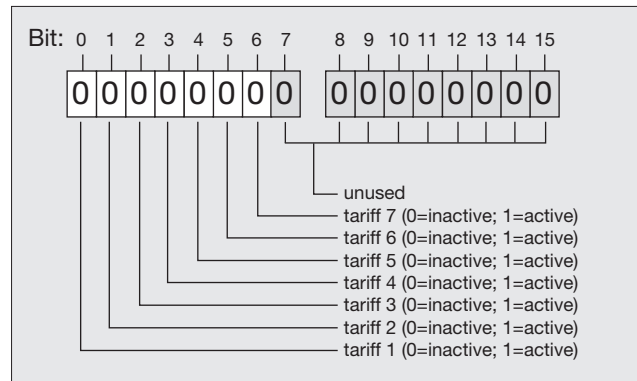 Bit: 0 1 2 3 4 5 6 7 8 9 10 11 12 13 14 15
0 0 0 0 0 0 0 0 0 0 0 0 0 0 0 0
unused
tariff 7 (0=inactive; 1=active)
tariff 6 (0=inactive; 1=active)
tariff 5 (0=inactive; 1=active)
tariff 4 (0=inactive; 1=active)
tariff 3 (0=inactive; 1=active)
tariff 2 (0=inactive; 1=active)
tariff 1 (0=inactive; 1=active)